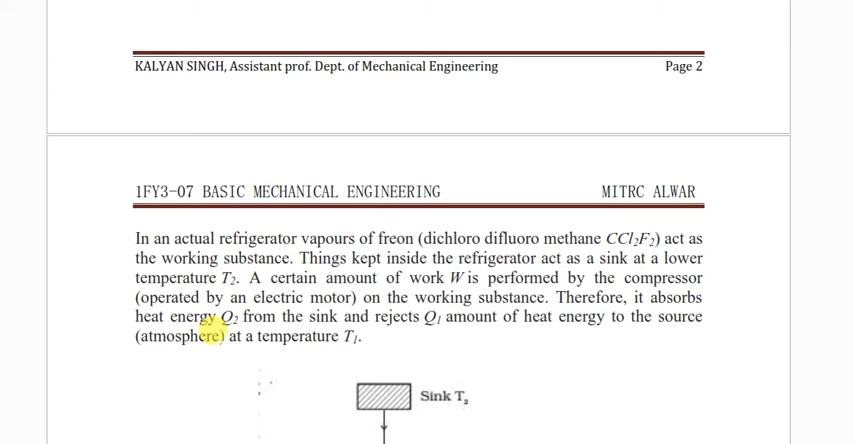 KALYAN SINGH, Assistant prof. Dept. of Mechanical Engineering Page 2
1FY3-07 BASIC MECHANICAL ENGINEERING MITRC ALWAR
In an actual refrigerator vapours of freon (dichloro difluoro methane CCl₂F₂) act as
the working substance. Things kept inside the refrigerator act as a sink at a lower
temperature T₂. A certain amount of work W is performed by the compressor
(operated by an electric motor) on the working substance. Therefore, it absorbs
heat energy Q₂ from the sink and rejects Q₁ amount of heat energy to the source
(atmosphere) at a temperature T₁.
Sink T₂